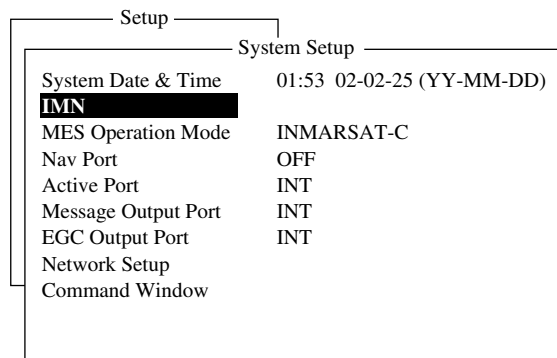 Setup
System Setup
System Date & Time 01:53 02-02-25 (YY-MM-DD)
IMN
MES Operation Mode INMARSAT-C
Nav Port OFF
Active Port INT
Message Output Port INT
EGC Output Port INT
Network Setup
Command Window